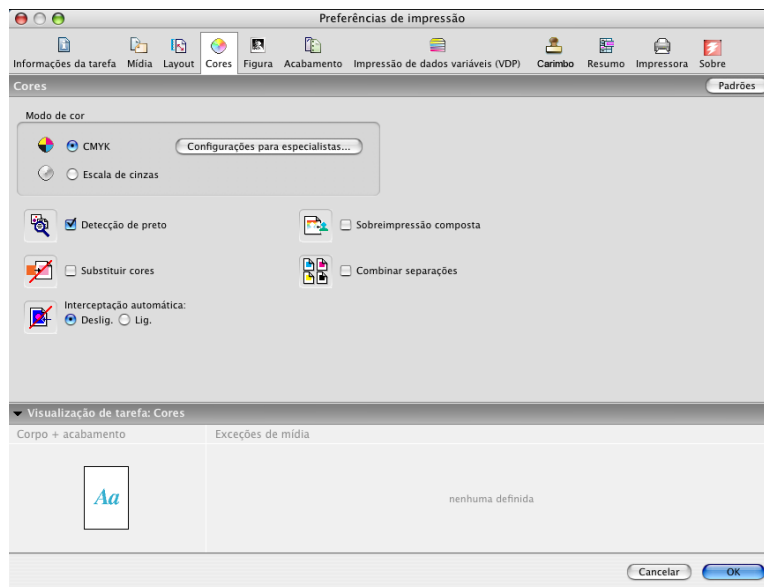 Preferências de impressão
Informações da tarefa Mídia Layout Cores Figura Acabamento Impressão de dados variáveis (VDP) Carimbo Resumo Impressora Sobre
Cores Padrões
Modo de cor
CMYK Configurações para especialistas...
Escala de cinzas
Detecção de preto Sobreimpressão composta
Substituir cores Combinar separações
Interceptação automática:
Deslig. Lig.
Visualização de tarefa: Cores
Corpo + acabamento Exceções de mídia
Aa
nenhuma definida
Cancelar OK